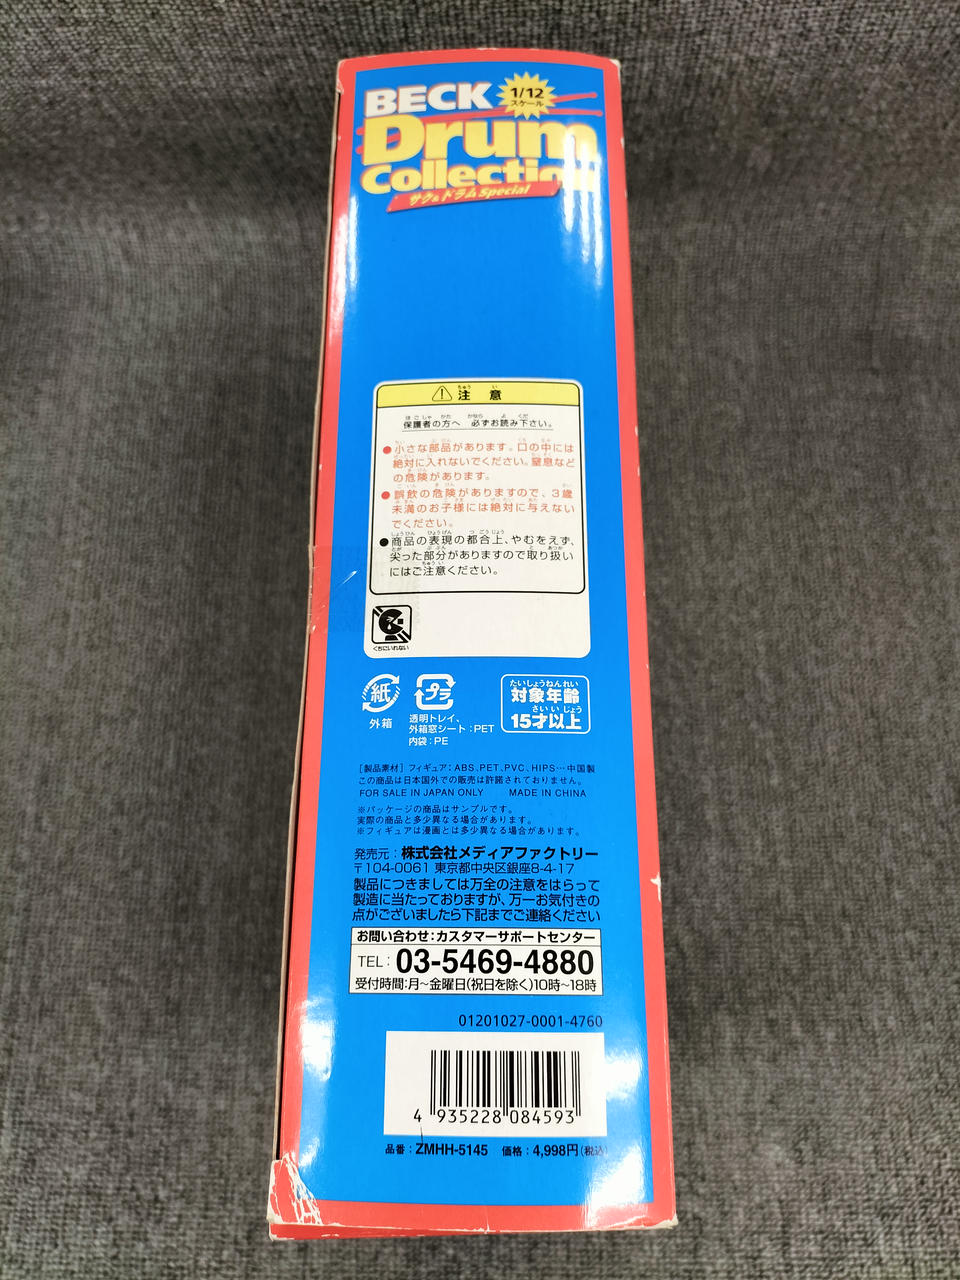 BECK
1/12
スケール
Drum
Collection
サク&ドラムSpecial
⚠ 注意
保護者の方へ 必ずお読み下さい。
●小さな部品があります。口の中には
絶対に入れないでください。窒息など
の危険があります。
●誤飲の危険がありますので、3歳
未満のお子様には絶対に与えない
でください。
●商品の表現の都合上、やむをえず、
尖った部分がありますので取り扱い
にはご注意ください。
くちにいれない
紙
外箱
プラ
透明トレイ、
外箱窓シート:PET
内袋:PE
たいしょうねんれい
対象年齢
さいいじょう
15才以上
[製品素材] フィギュア:ABS、PET、PVC、HIPS…中国製
この商品は日本国外での販売は許諾されておりません。
FOR SALE IN JAPAN ONLY MADE IN CHINA
※パッケージの商品はサンプルです。
実際の商品と多少異なる場合があります。
※フィギュアは漫画とは多少異なる場合があります。
発売元:株式会社メディアファクトリー
〒104-0061 東京都中央区銀座8-4-17
製品につきましては万全の注意をはらって
製造に当たっておりますが、万一お気付きの
点がございましたら下記までご連絡ください
お問い合わせ:カスタマーサポートセンター
TEL: 03-5469-4880
受付時間:月~金曜日(祝日を除く)10時~18時
01201027-0001-4760
4 935228 084593
品番:ZMHH-5145 価格:4,998円(税込)